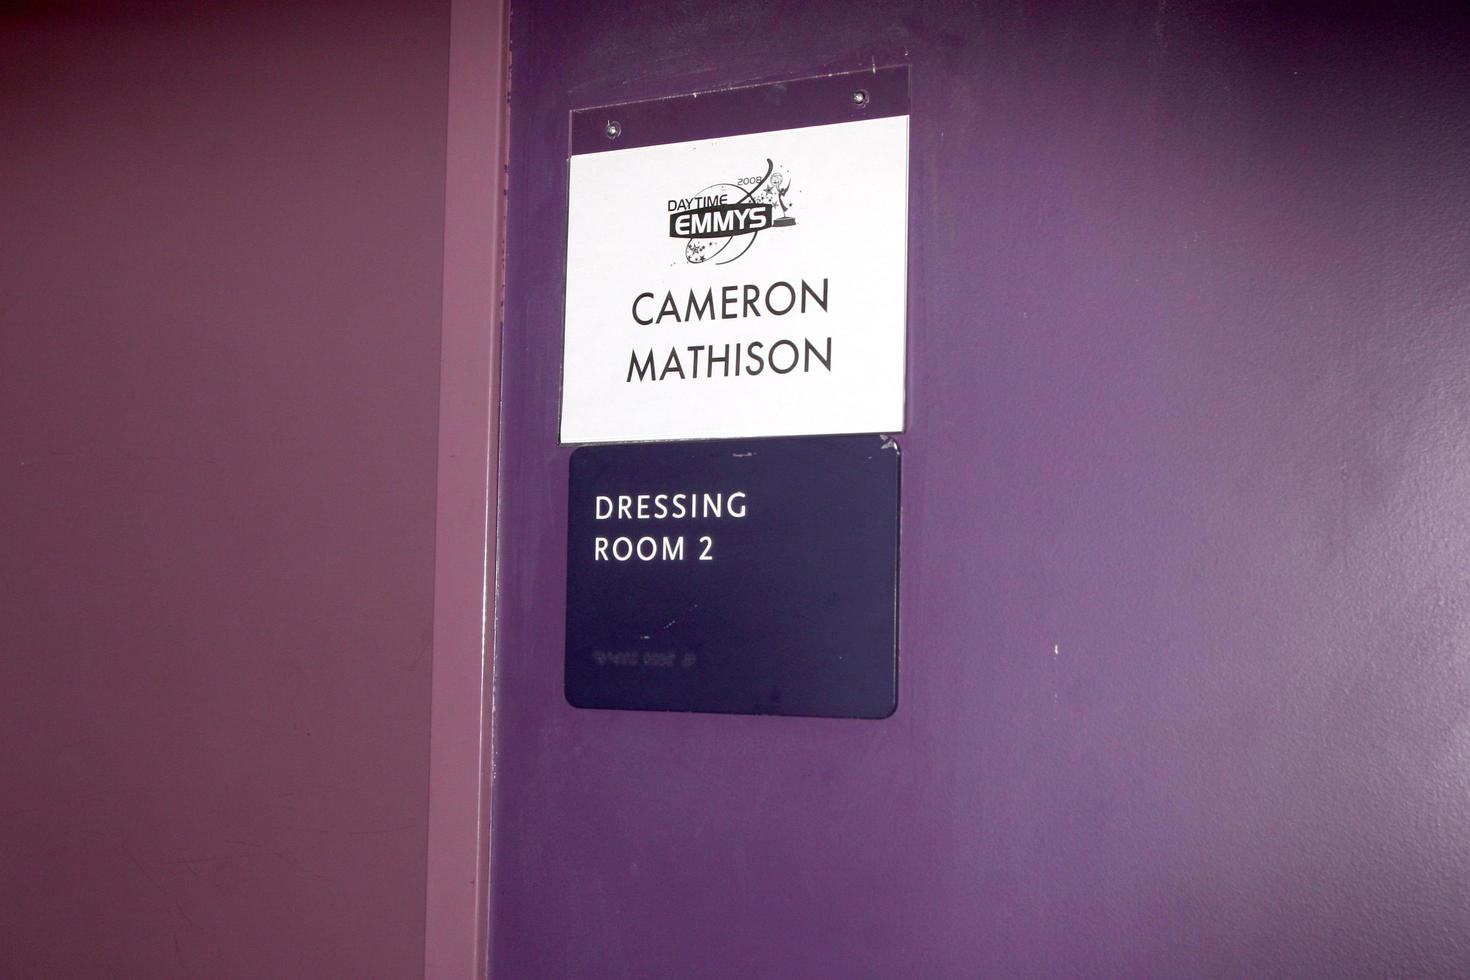 2008
DAYTIME
EMMYS
CAMERON
MATHISON
DRESSING
ROOM 2